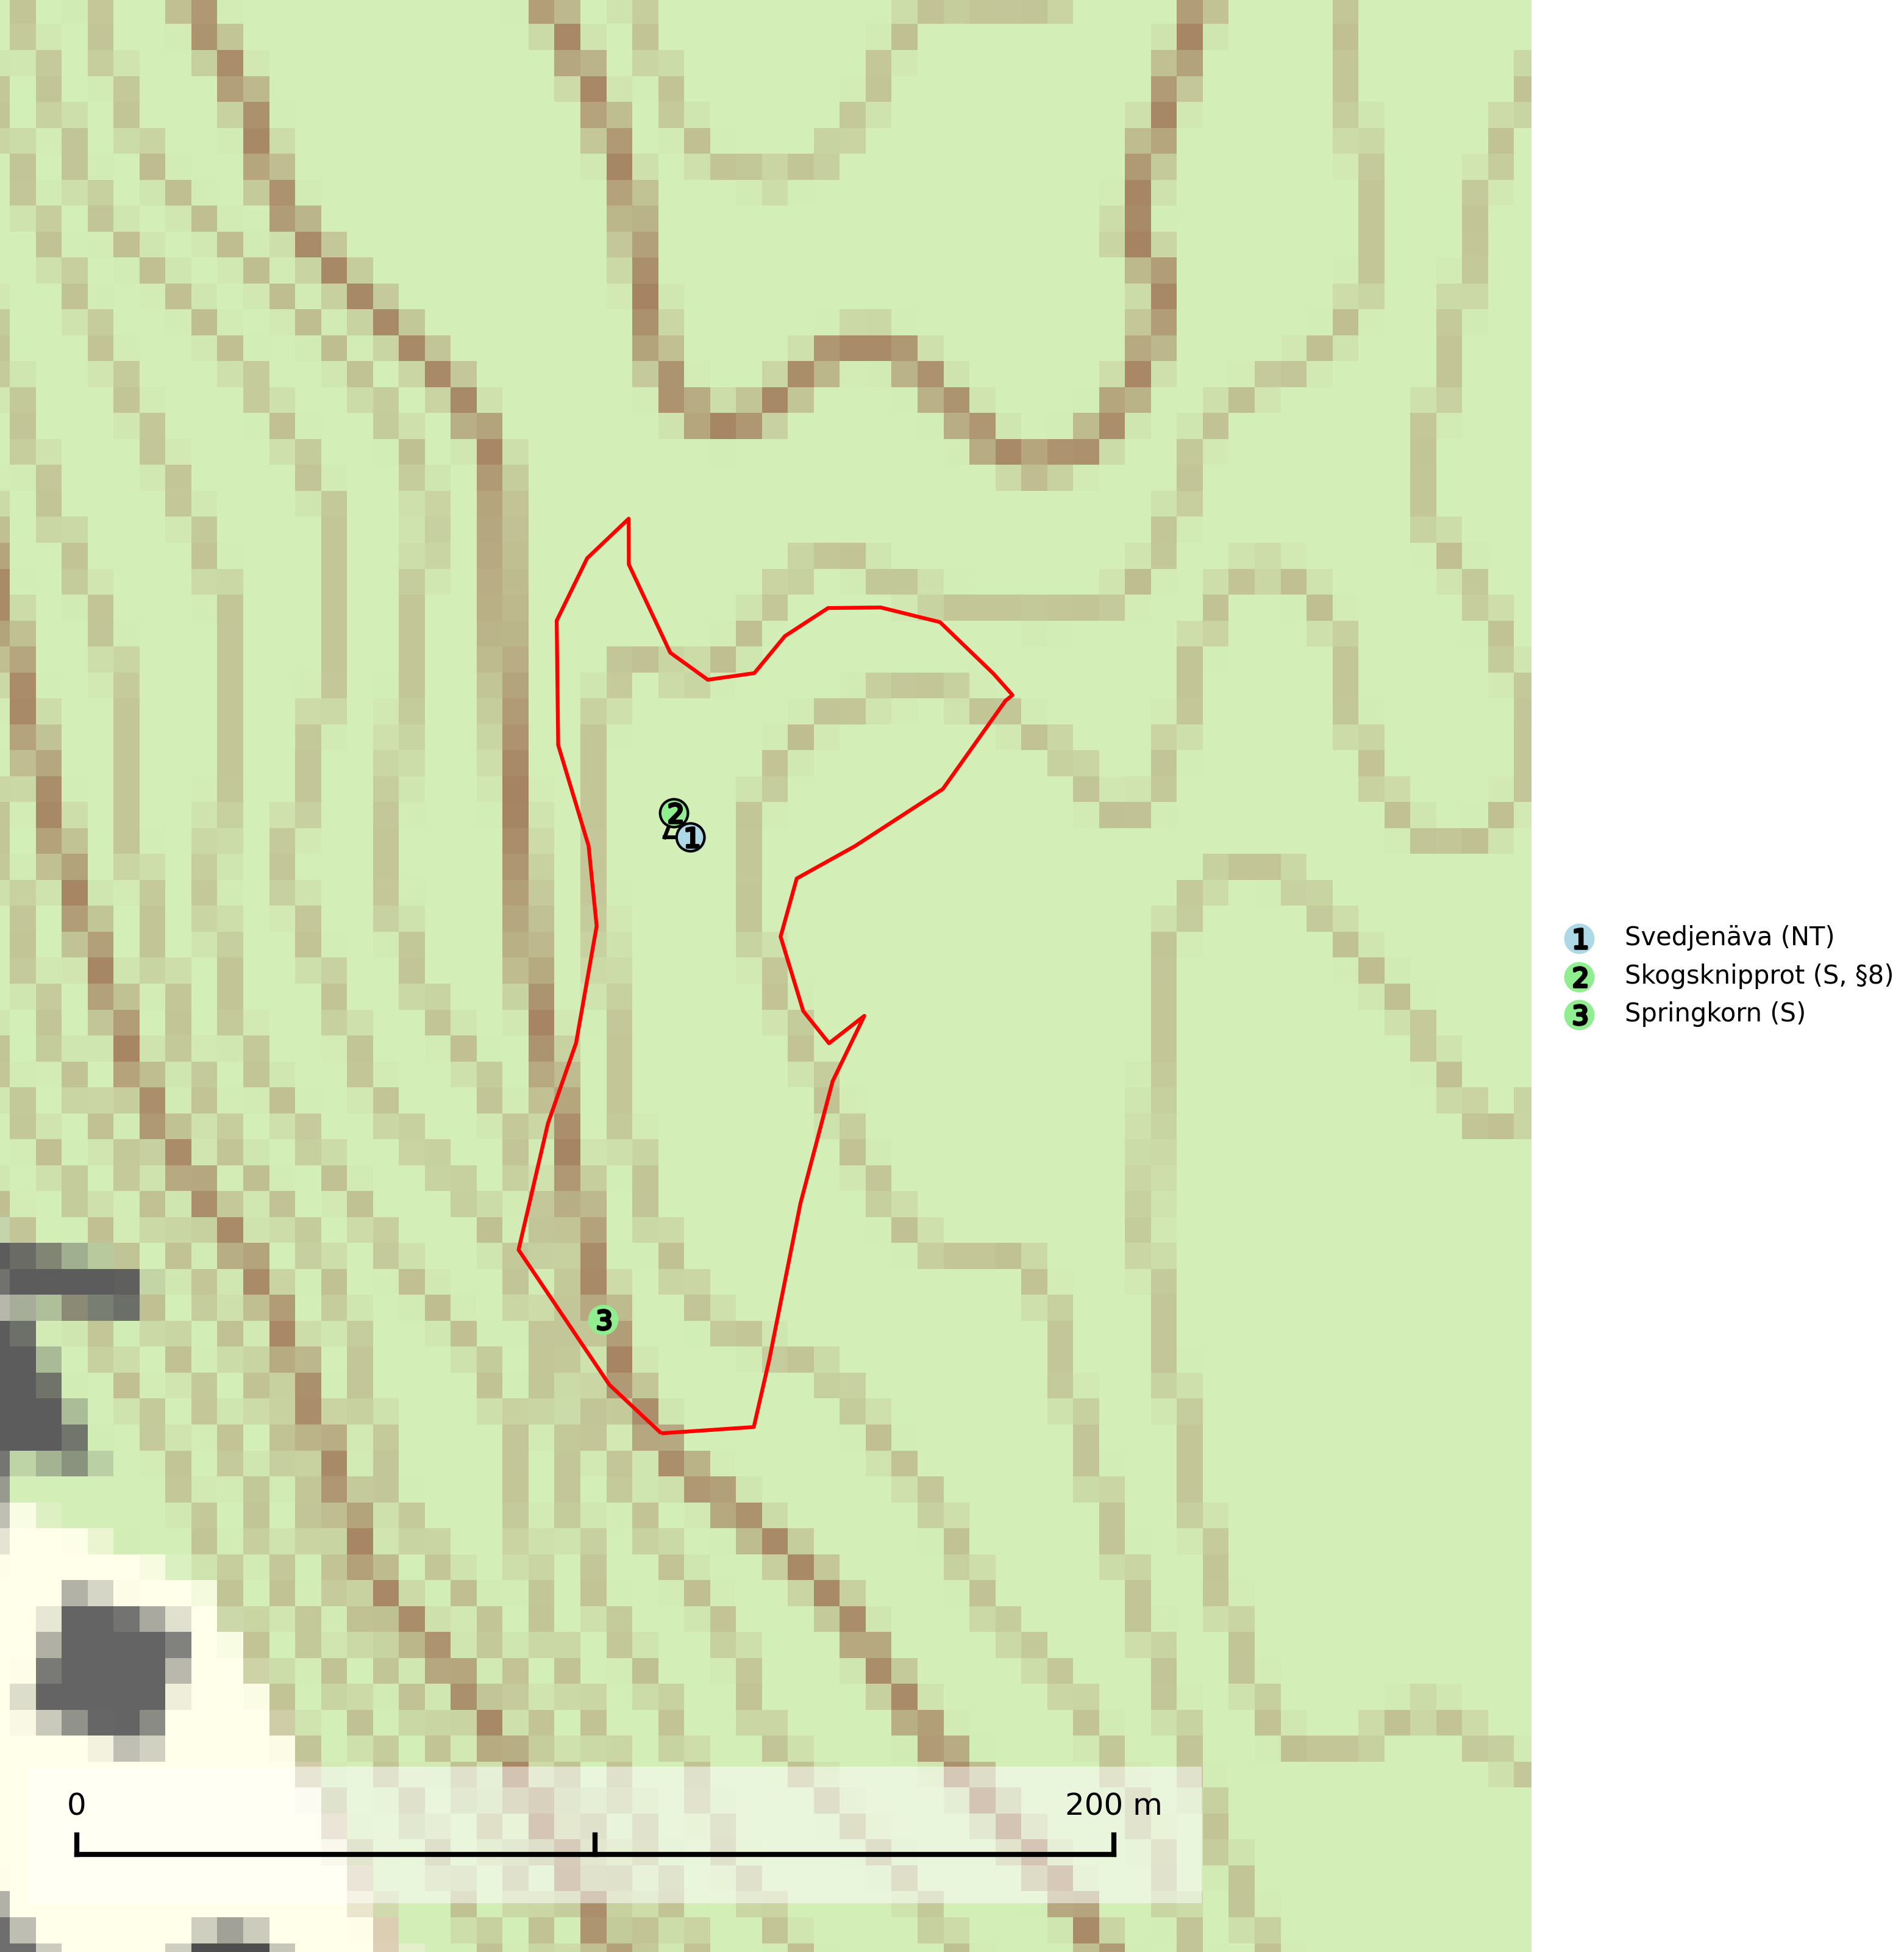 2
1
3
1 Svedjenäva (NT)
2 Skogsknipprot (S, §8)
3 Springkorn (S)
0 200 m